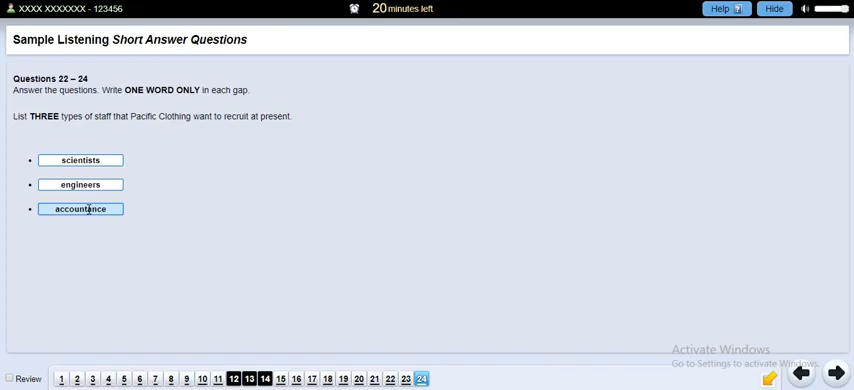 XXXX XXXXXXX - 123456 20 minutes left Help Hide
Sample Listening Short Answer Questions
Questions 22 – 24
Answer the questions. Write ONE WORD ONLY in each gap.
List THREE types of staff that Pacific Clothing want to recruit at present.
• scientists
• engineers
• accountance
Activate Windows
Go to Settings to activate Windows.
Review 1 2 3 4 5 6 7 8 9 10 11 12 13 14 15 16 17 18 19 20 21 22 23 24